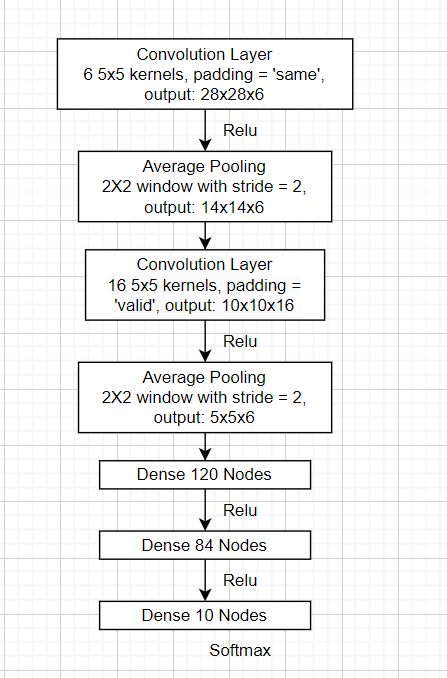 Convolution Layer
6 5x5 kernels, padding = 'same',
output: 28x28x6
Relu
Average Pooling
2X2 window with stride = 2,
output: 14x14x6
Convolution Layer
16 5x5 kernels, padding =
'valid', output: 10x10x16
Relu
Average Pooling
2X2 window with stride = 2,
output: 5x5x6
Dense 120 Nodes
Relu
Dense 84 Nodes
Relu
Dense 10 Nodes
Softmax